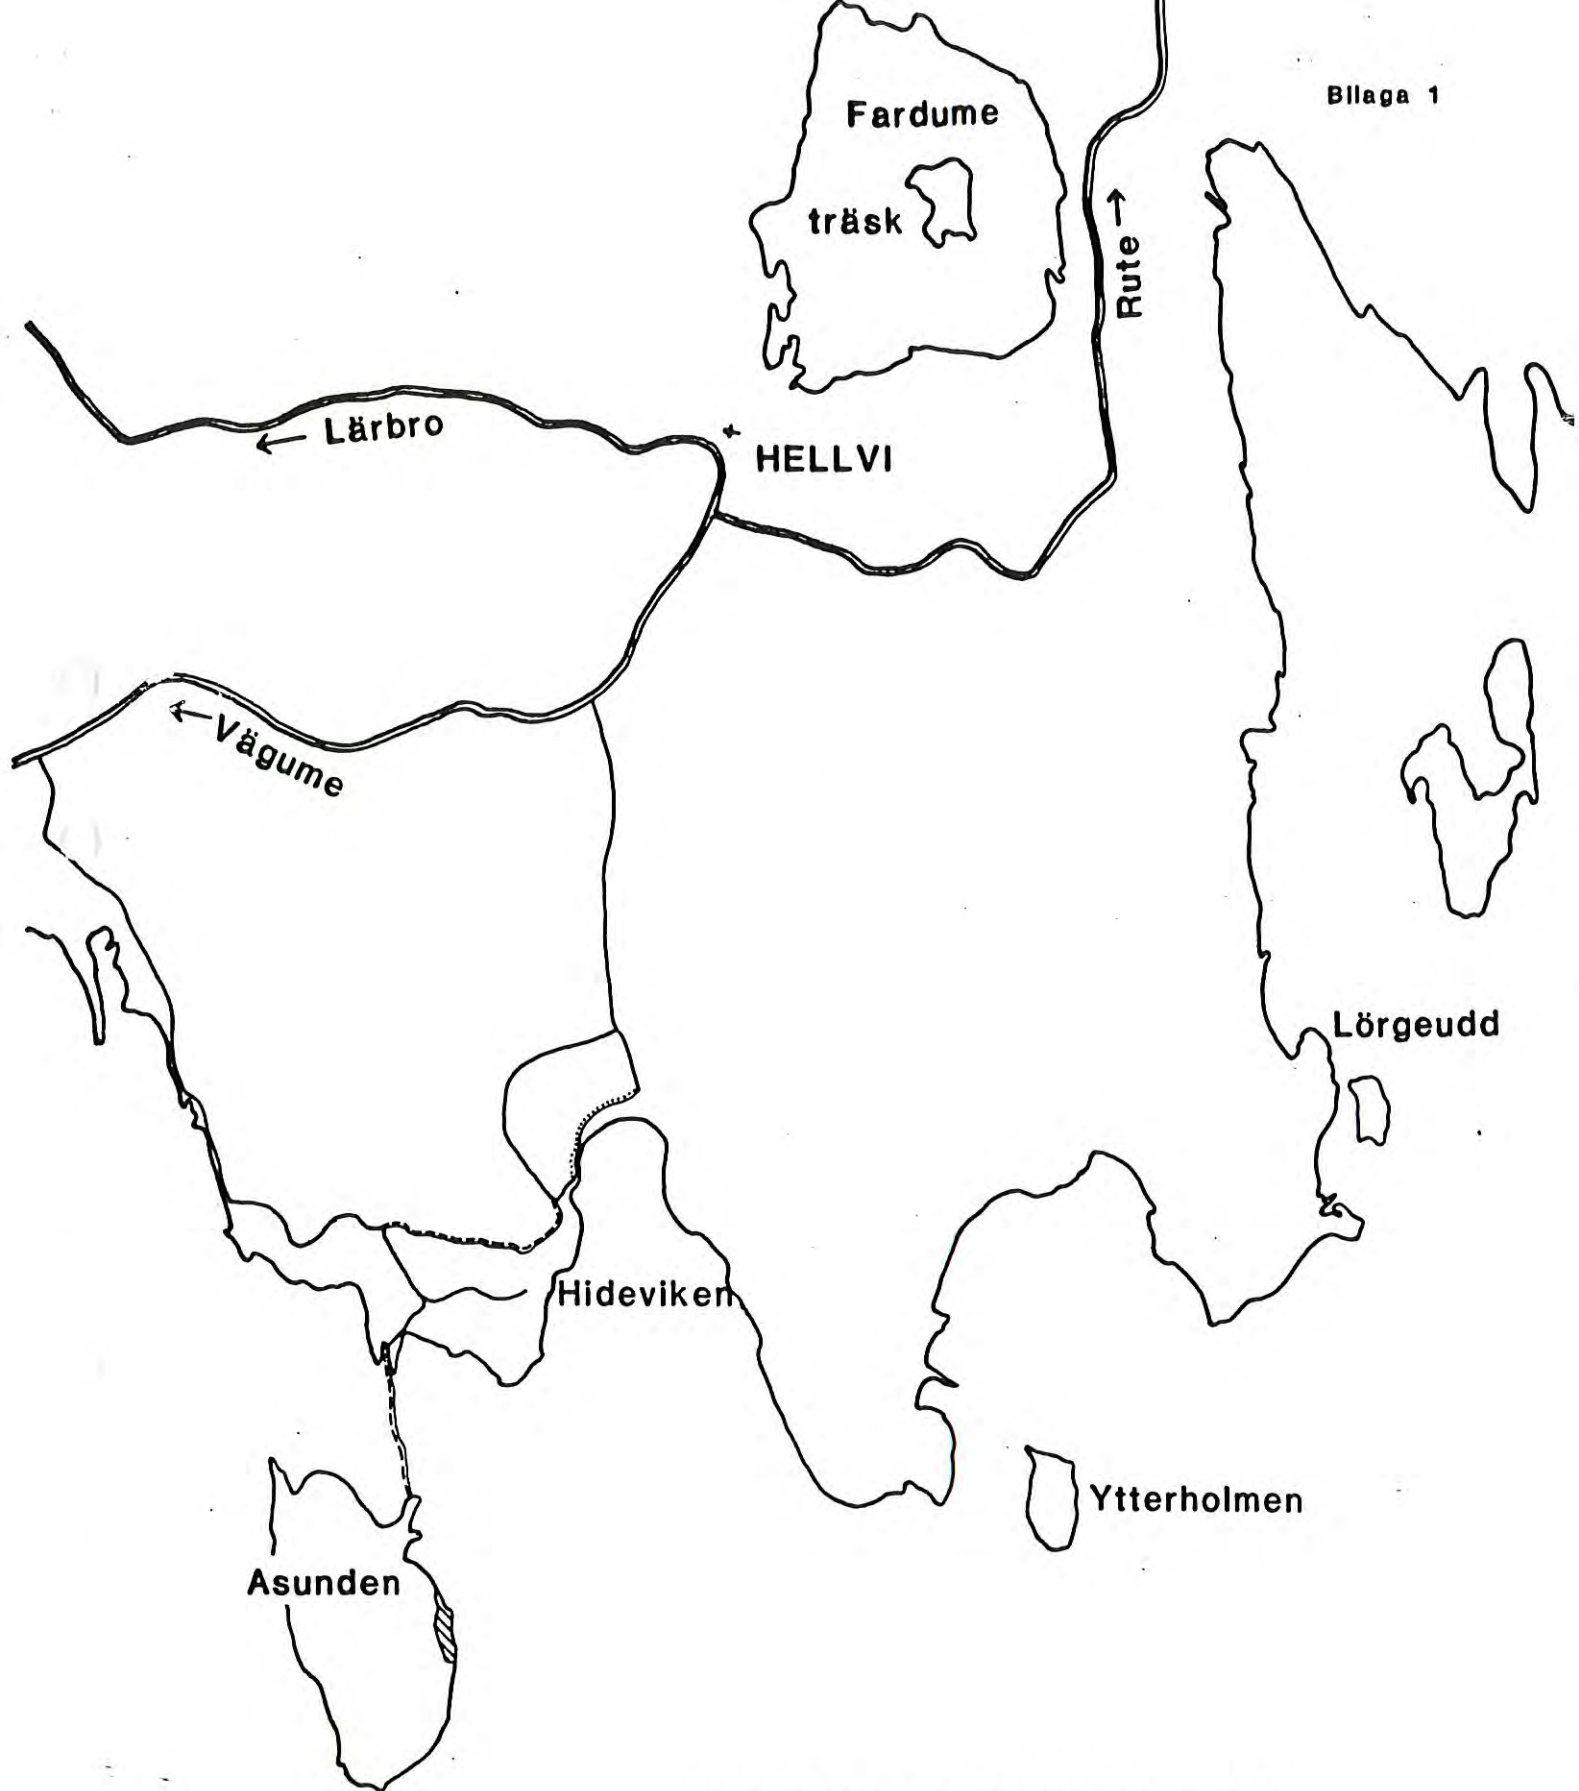 Bilaga 1
Fardume
träsk
Rute
Lärbro
HELLVI
Vägume
Lörgeudd
Hideviken
Ytterholmen
Asunden